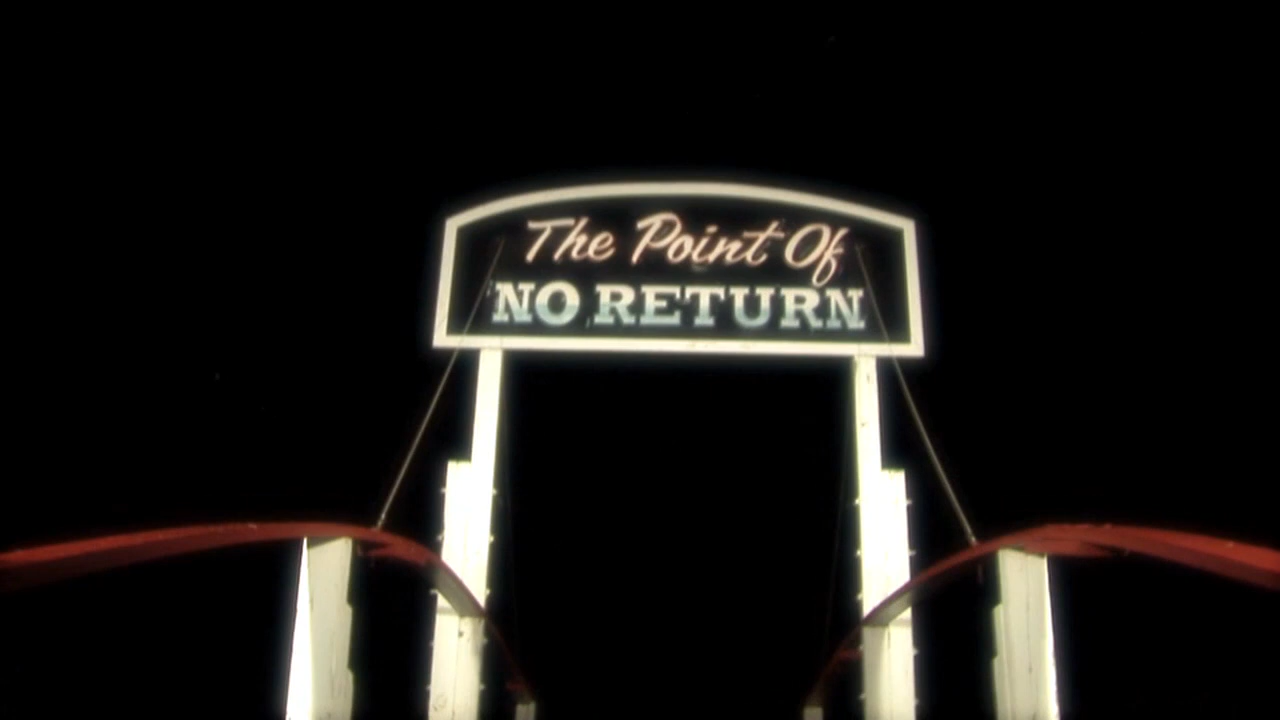 The Point Of
NO RETURN